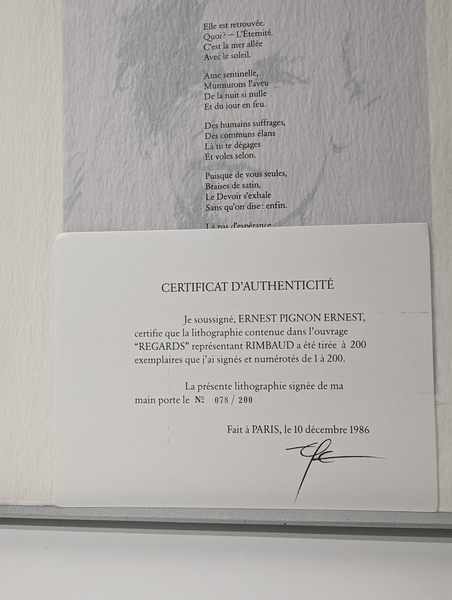 Elle est retrouvée.
Quoi? — L'Éternité.
C'est la mer allée
Avec le soleil.
Ame sentinelle,
Murmurons l'aveu
De la nuit si nulle
Et du jour en feu.
Des humains suffrages,
Des communs élans
Là tu te dégages
Et voles selon.
Puisque de vous seules,
Braises de satin,
Le Devoir s'exhale
Sans qu'on dise: enfin.
Là pas d'espérance
CERTIFICAT D'AUTHENTICITÉ
Je soussigné, ERNEST PIGNON ERNEST,
certifie que la lithographie contenue dans l'ouvrage
"REGARDS" représentant RIMBAUD a été tirée à 200
exemplaires que j'ai signés et numérotés de 1 à 200.
La présente lithographie signée de ma
main porte le Nº 078 / 200
Fait à PARIS, le 10 décembre 1986